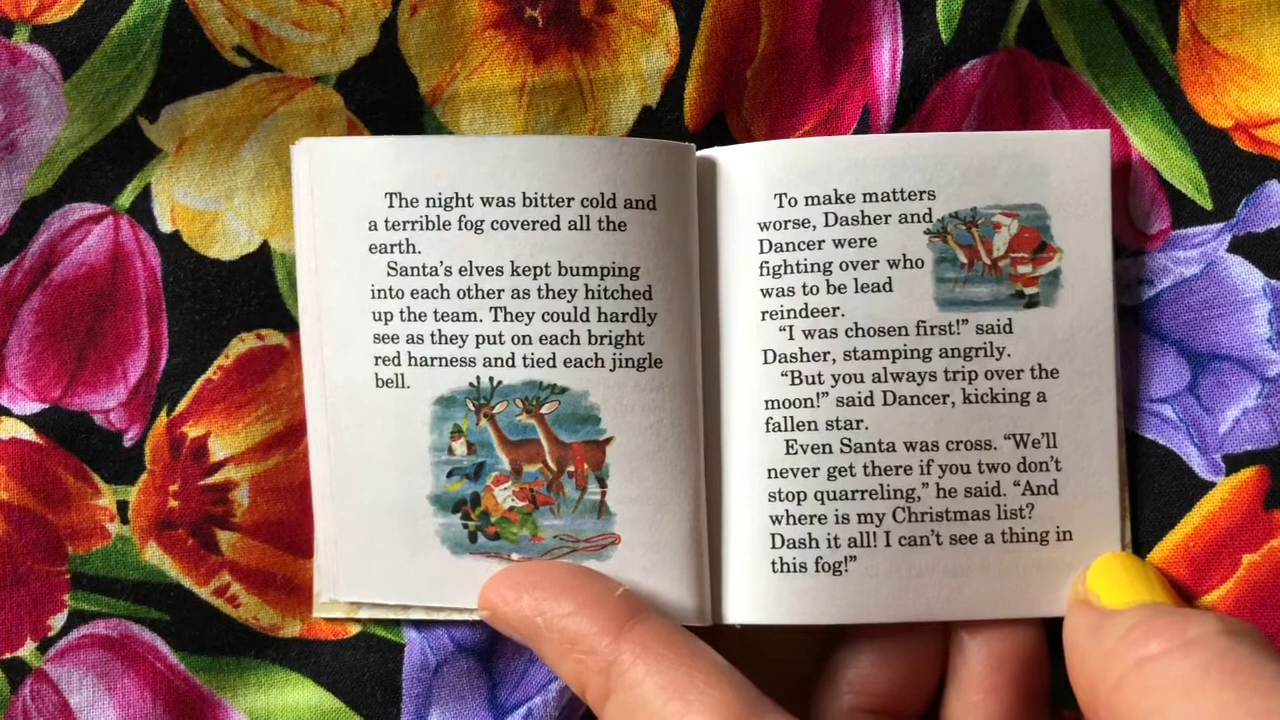 The night was bitter cold and
a terrible fog covered all the
earth.
Santa's elves kept bumping
into each other as they hitched
up the team. They could hardly
see as they put on each bright
red harness and tied each jingle
bell.
To make matters
worse, Dasher and
Dancer were
fighting over who
was to be lead
reindeer.
“I was chosen first!” said
Dasher, stamping angrily.
“But you always trip over the
moon!” said Dancer, kicking a
fallen star.
Even Santa was cross. “We'll
never get there if you two don't
stop quarreling,” he said. “And
where is my Christmas list?
Dash it all! I can't see a thing in
this fog!”